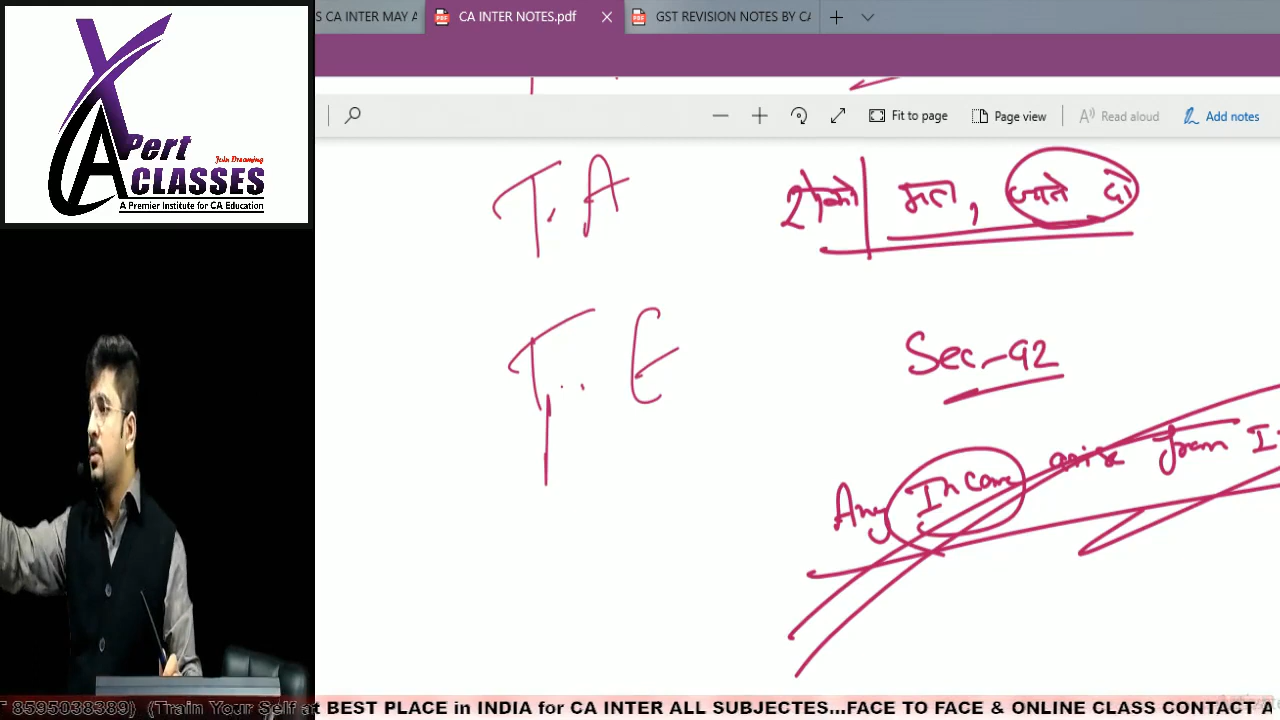 S CA INTER MAY A
CA INTER NOTES.pdf
GST REVISION NOTES BY CA
Fit to page
Page view
Read aloud
Add notes
XPert
Join Dreaming
CA CLASSES
A Premier Institute for CA Education
T. A
रोको मत, जाने दो
T.. E
Sec-92
Any Income arise from I
T 8595038389) (Train Your Self at BEST PLACE in INDIA for CA INTER ALL SUBJECTES...FACE TO FACE & ONLINE CLASS CONTACT A